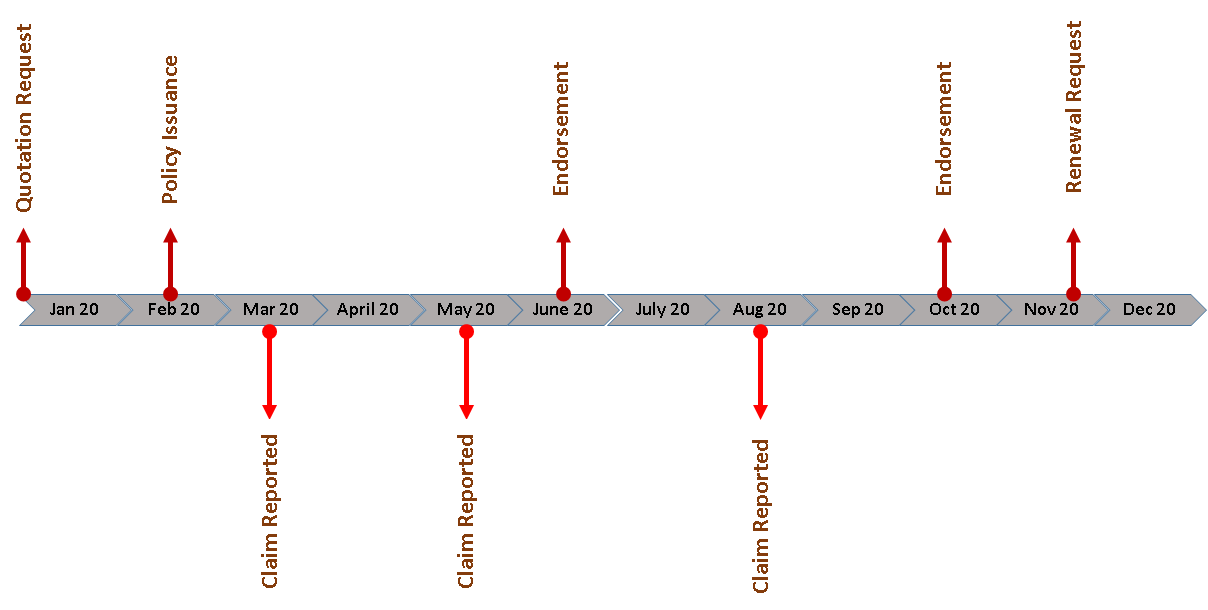 Quotation Request
Policy Issuance
Endorsement
Endorsement
Renewal Request
Jan 20
Feb 20
Mar 20
April 20
May 20
June 20
July 20
Aug 20
Sep 20
Oct 20
Nov 20
Dec 20
Claim Reported
Claim Reported
Claim Reported